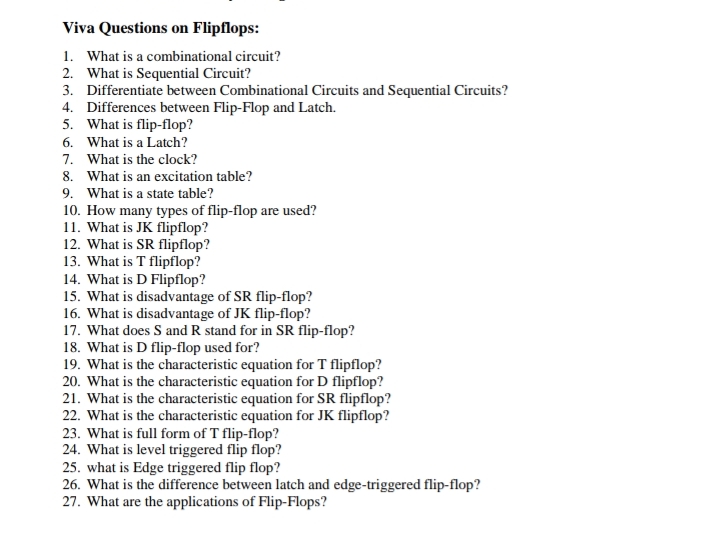 Viva Questions on Flipflops:
1. What is a combinational circuit?
2. What is Sequential Circuit?
3. Differentiate between Combinational Circuits and Sequential Circuits?
4. Differences between Flip-Flop and Latch.
5. What is flip-flop?
6. What is a Latch?
7. What is the clock?
8. What is an excitation table?
9. What is a state table?
10. How many types of flip-flop are used?
11. What is JK flipflop?
12. What is SR flipflop?
13. What is T flipflop?
14. What is D Flipflop?
15. What is disadvantage of SR flip-flop?
16. What is disadvantage of JK flip-flop?
17. What does S and R stand for in SR flip-flop?
18. What is D flip-flop used for?
19. What is the characteristic equation for T flipflop?
20. What is the characteristic equation for D flipflop?
21. What is the characteristic equation for SR flipflop?
22. What is the characteristic equation for JK flipflop?
23. What is full form of T flip-flop?
24. What is level triggered flip flop?
25. what is Edge triggered flip flop?
26. What is the difference between latch and edge-triggered flip-flop?
27. What are the applications of Flip-Flops?